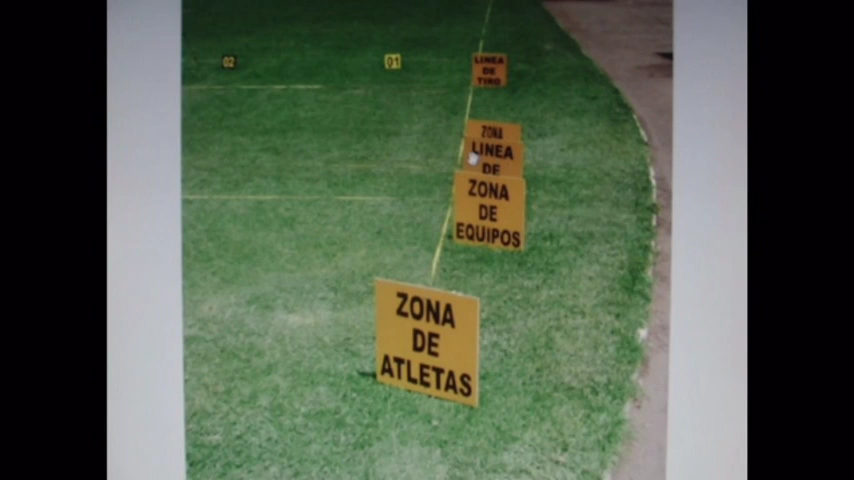 02
01
LINEA
DE
TIRO
ZONA
LINEA
DE
ZONA
DE
EQUIPOS
ZONA
DE
ATLETAS